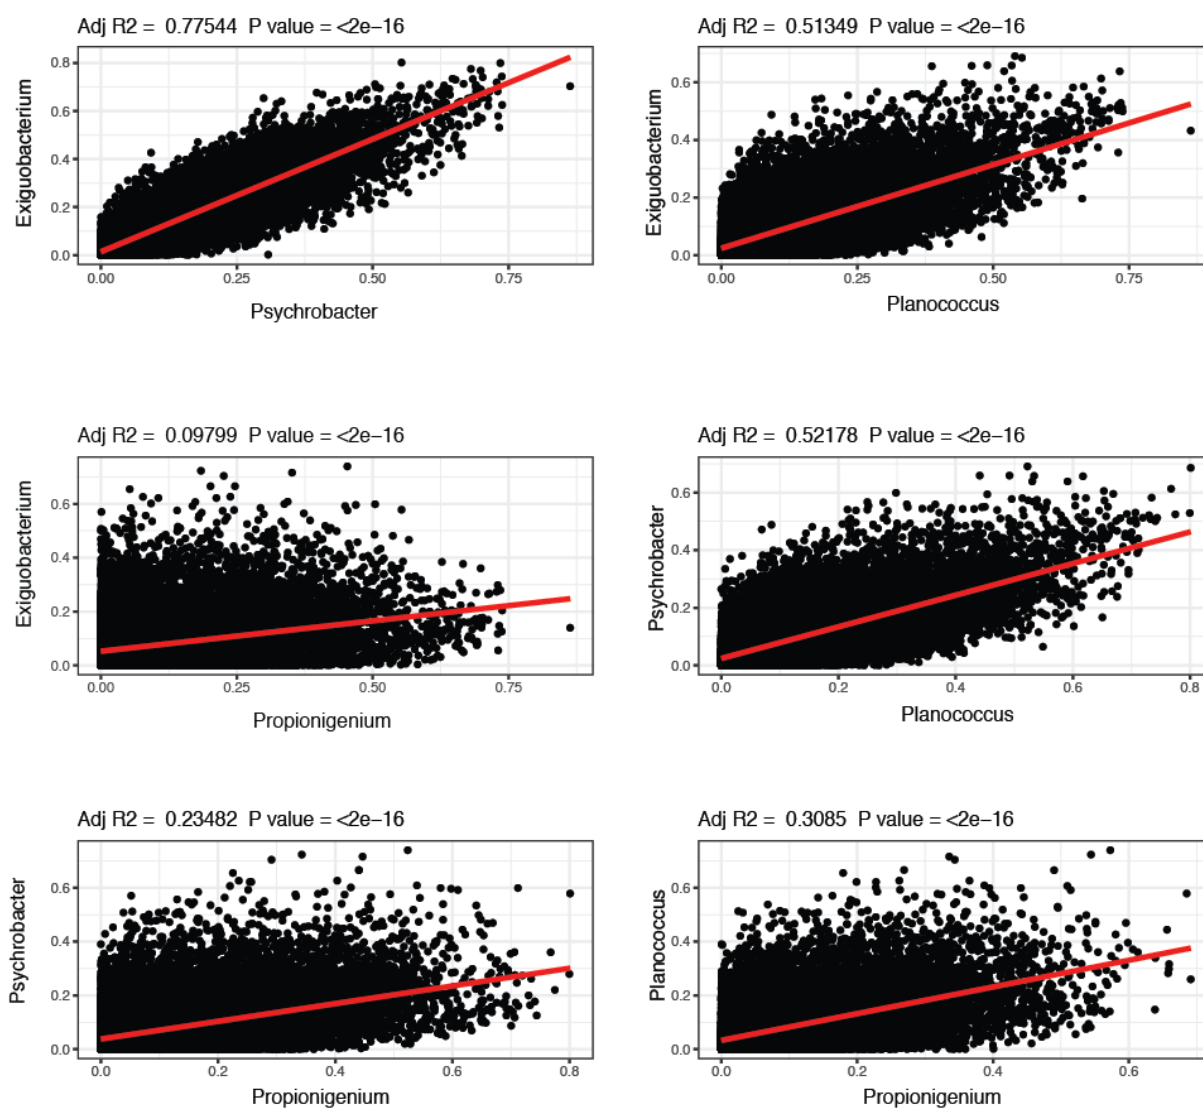 Adj R2 = 0.77544 P value = <2e−16
Exiguobacterium
0.8
0.6
0.4
0.2
0.0
0.00 0.25 0.50 0.75
Psychrobacter
Adj R2 = 0.51349 P value = <2e−16
Exiguobacterium
0.6
0.4
0.2
0.0
0.00 0.25 0.50 0.75
Planococcus
Adj R2 = 0.09799 P value = <2e−16
Exiguobacterium
0.6
0.4
0.2
0.0
0.00 0.25 0.50 0.75
Propionigenium
Adj R2 = 0.52178 P value = <2e−16
Psychrobacter
0.6
0.4
0.2
0.0
0.0 0.2 0.4 0.6 0.8
Planococcus
Adj R2 = 0.23482 P value = <2e−16
Psychrobacter
0.6
0.4
0.2
0.0
0.0 0.2 0.4 0.6 0.8
Propionigenium
Adj R2 = 0.3085 P value = <2e−16
Planococcus
0.6
0.4
0.2
0.0
0.0 0.2 0.4 0.6
Propionigenium